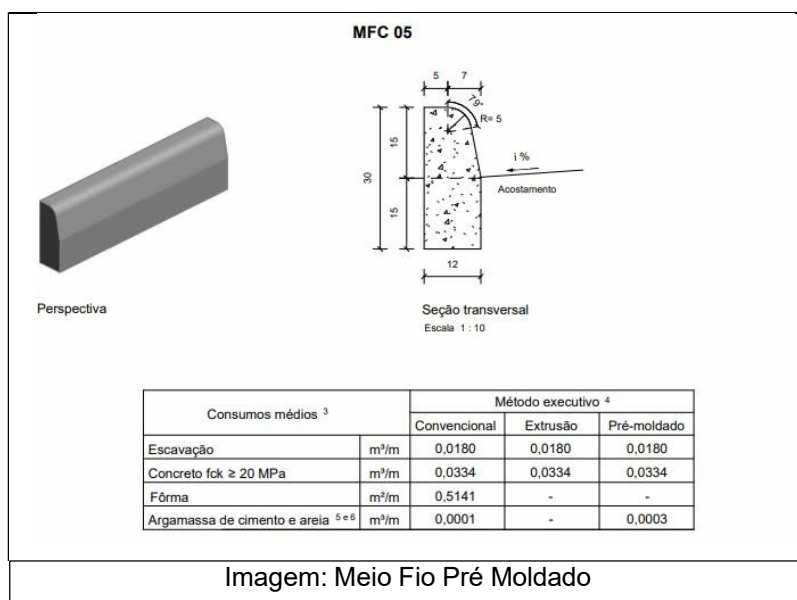 MFC 05
5 7
79°
R= 5
15
30
i %
Acostamento
15
12
Perspectiva
Seção transversal
Escala 1 : 10
Consumos médios 3
Método executivo 4
Convencional Extrusão Pré-moldado
Escavação m³/m 0,0180 0,0180 0,0180
Concreto fck ≥ 20 MPa m³/m 0,0334 0,0334 0,0334
Fôrma m²/m 0,5141 - -
Argamassa de cimento e areia 5 e 6 m³/m 0,0001 - 0,0003
Imagem: Meio Fio Pré Moldado